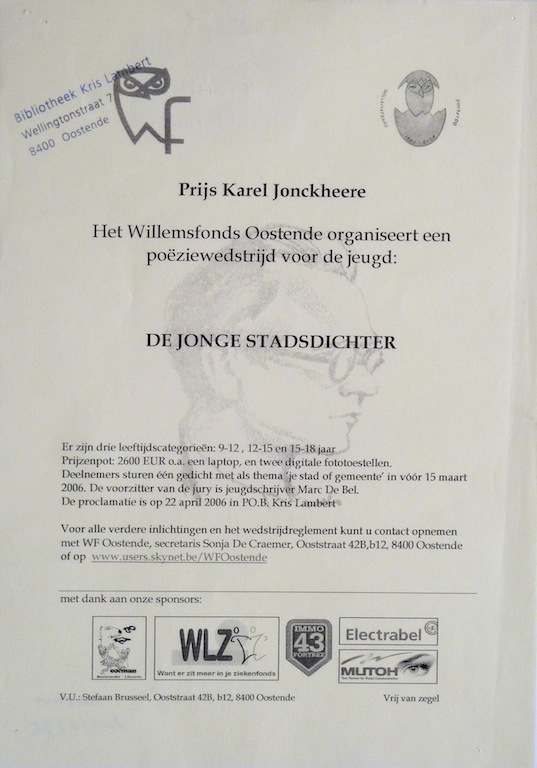 Bibliotheek Kris Lambert
Wellingtonstraat 7
8400 Oostende
Wf
Prijs Karel Jonckheere
Het Willemsfonds Oostende organiseert een
poëziewedstrijd voor de jeugd:
DE JONGE STADSDICHTER
Er zijn drie leeftijdscategorieën: 9-12 , 12-15 en 15-18 jaar
Prijzenpot: 2600 EUR o.a. een laptop, en twee digitale fototoestellen.
Deelnemers sturen één gedicht met als thema 'je stad of gemeente' in vóór 15 maart
2006. De voorzitter van de jury is jeugdschrijver Marc De Bel.
De proclamatie is op 22 april 2006 in P.O.B. Kris Lambert
Voor alle verdere inlichtingen en het wedstrijdreglement kunt u contact opnemen
met WF Oostende, secretaris Sonja De Craemer, Ooststraat 42B,b12, 8400 Oostende
of op www.users.skynet.be/WFOostende
met dank aan onze sponsors:
corman
WLZ
Want er zit meer in je ziekenfonds
IMMO
43
FORTREE
Electrabel
MUTOH
V.U.: Stefaan Brusseel, Ooststraat 42B, b12, 8400 Oostende
Vrij van zegel